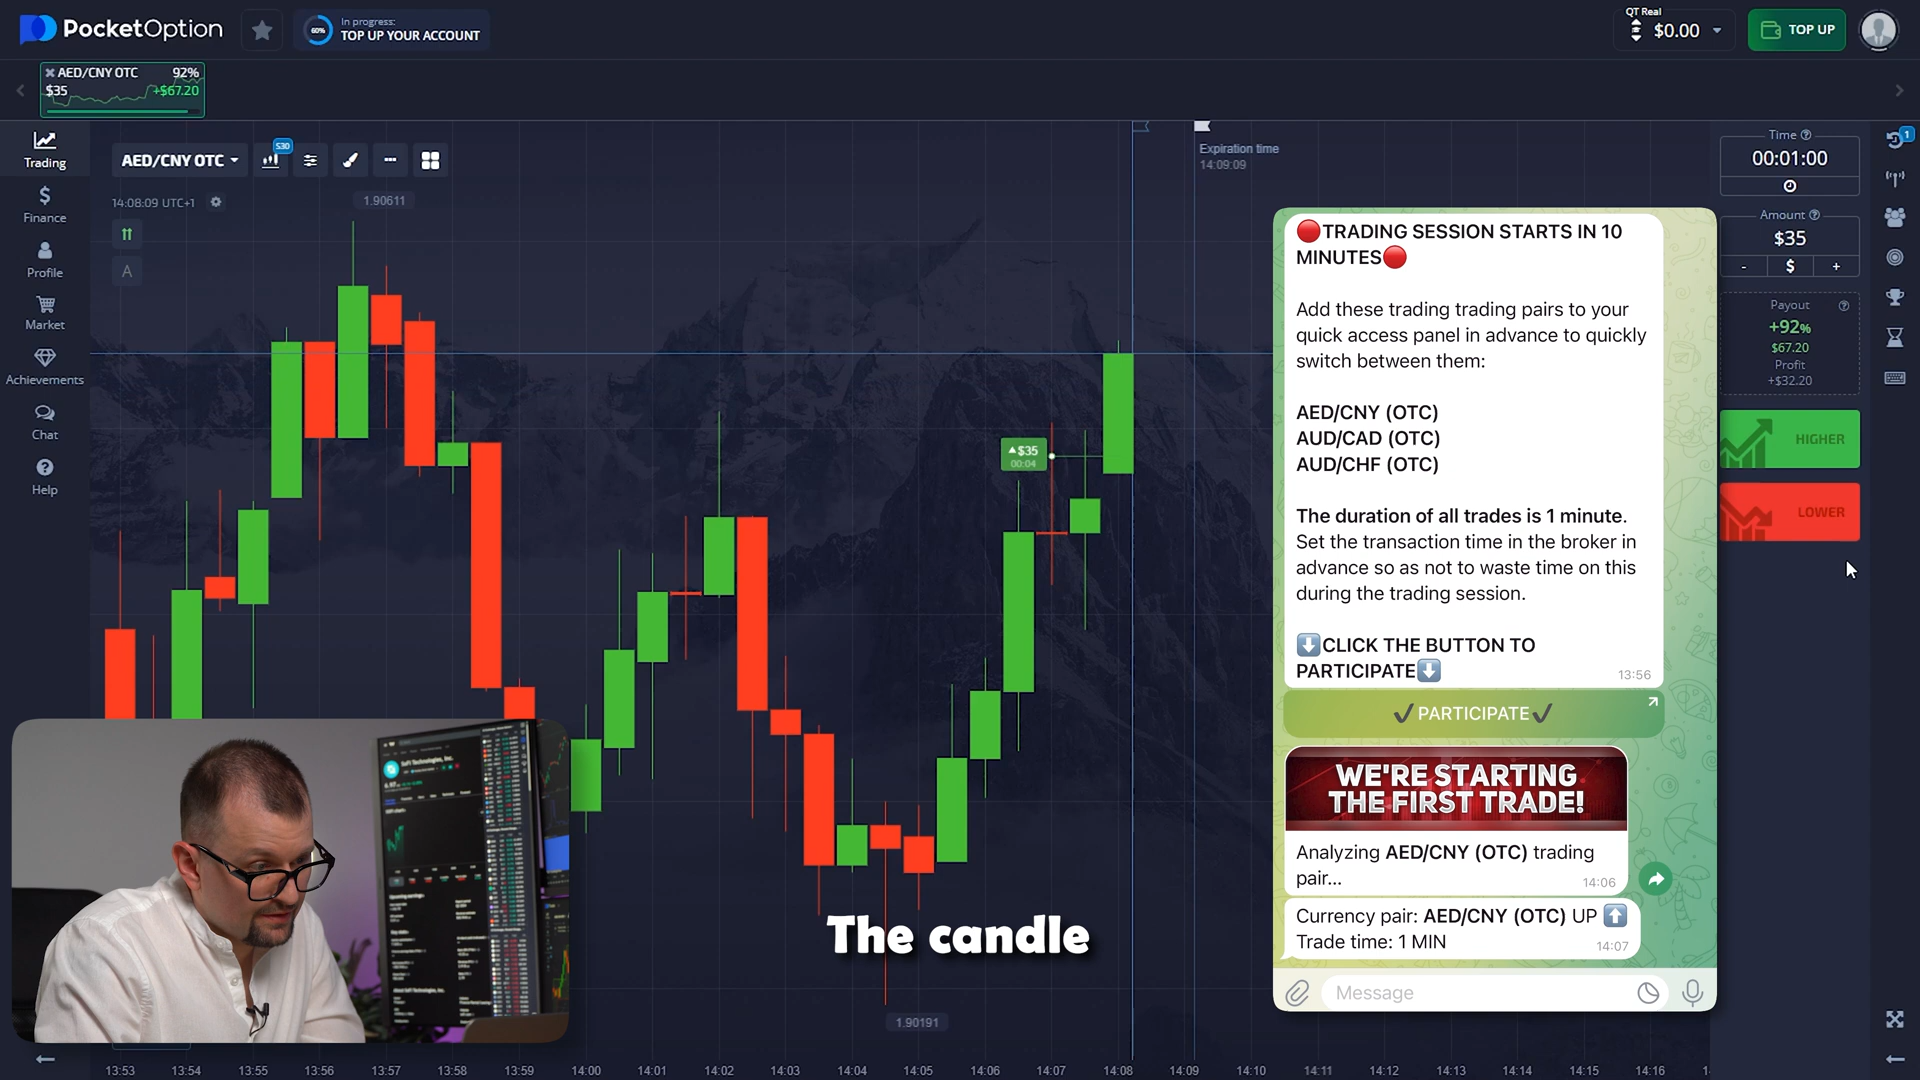 PocketOption
60%
In progress:
TOP UP YOUR ACCOUNT
QT Real
$0.00
TOP UP
AED/CNY OTC 92%
$35 +$67.20
Trading
Finance
Profile
Market
Achievements
Chat
Help
AED/CNY OTC
S30
14:08:09 UTC+1
A
1.90611
Expiration time
14:09:09
$35
00:04
1.90191
Time
00:01:00
Amount
$35
- $ +
Payout
+92%
$67.20
Profit
+$32.20
HIGHER
LOWER
1
🔴TRADING SESSION STARTS IN 10
MINUTES🔴
Add these trading trading pairs to your
quick access panel in advance to quickly
switch between them:
AED/CNY (OTC)
AUD/CAD (OTC)
AUD/CHF (OTC)
The duration of all trades is 1 minute.
Set the transaction time in the broker in
advance so as not to waste time on this
during the trading session.
⬇️CLICK THE BUTTON TO
PARTICIPATE⬇️
13:56
✔PARTICIPATE✔
WE'RE STARTING
THE FIRST TRADE!
Analyzing AED/CNY (OTC) trading
pair...
14:06
Currency pair: AED/CNY (OTC) UP ⬆️
Trade time: 1 MIN
14:07
Message
SoFi Technologies, Inc.
The candle
13:53 13:54 13:55 13:56 13:57 13:58 13:59 14:00 14:01 14:02 14:03 14:04 14:05 14:06 14:07 14:08 14:09 14:10 14:11 14:12 14:13 14:14 14:15 14:16